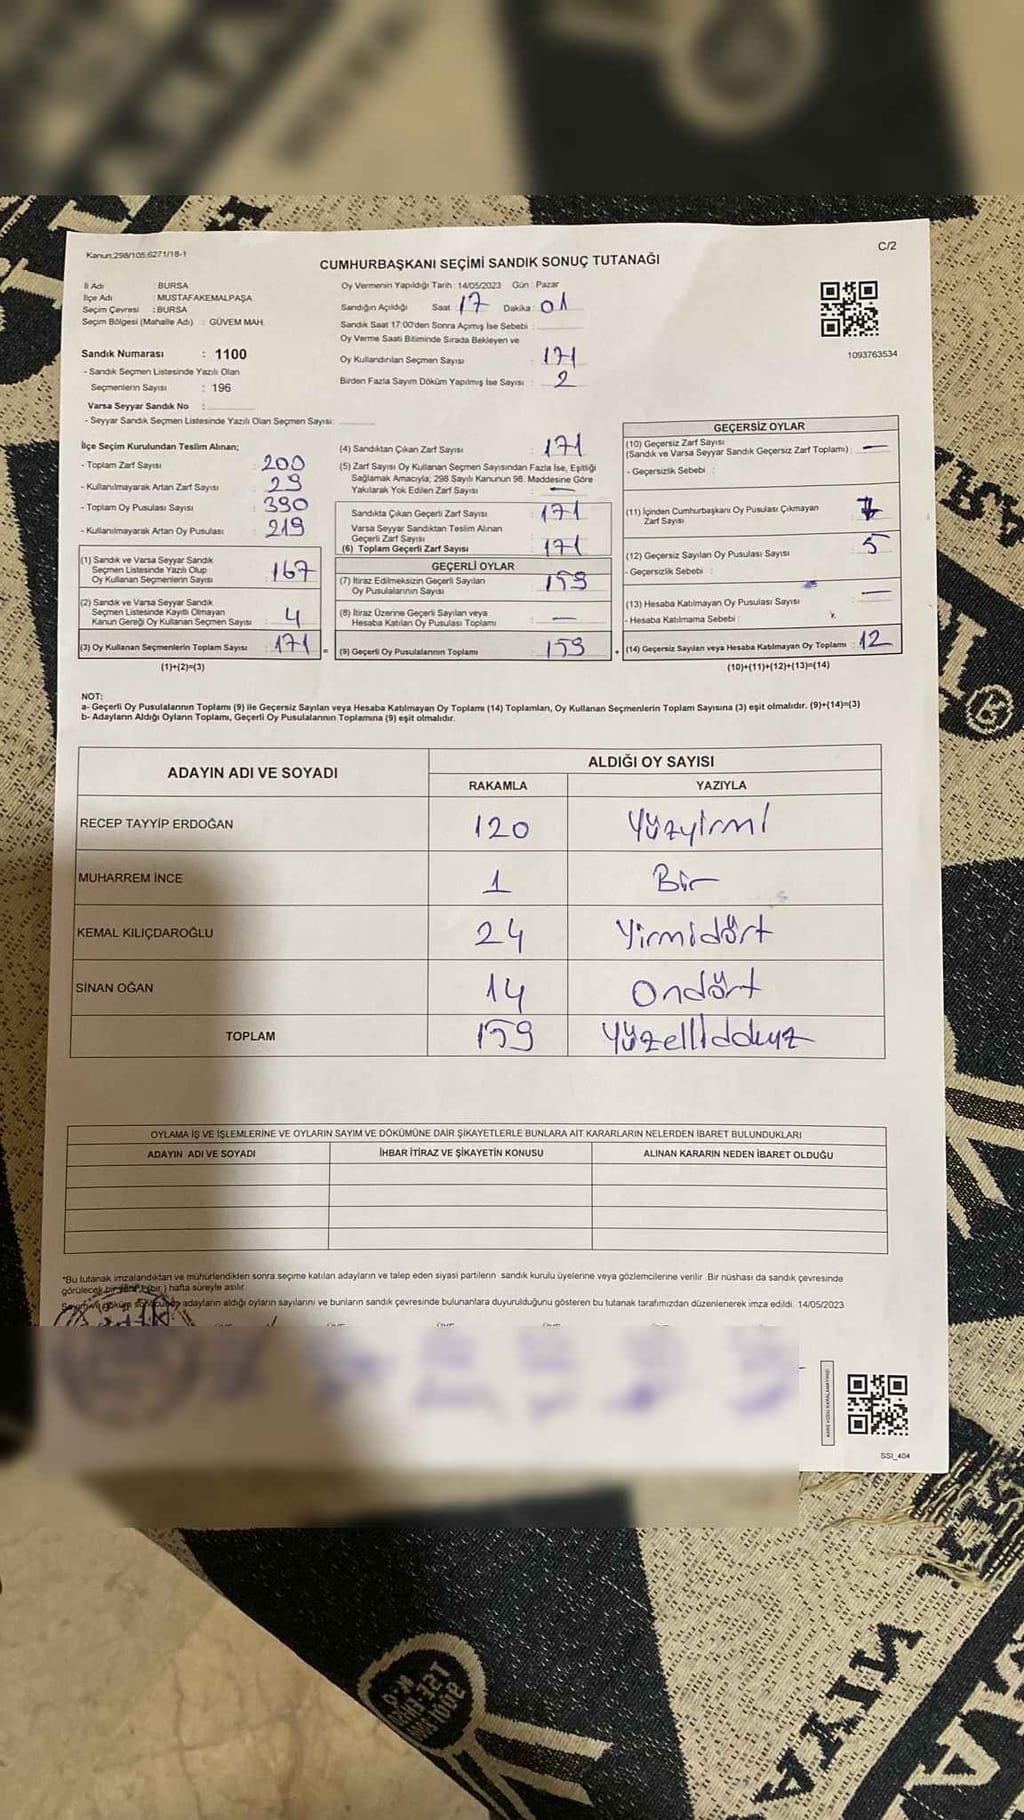 Kanun:298/105;6271/18-1
C/2
CUMHURBAŞKANI SEÇİMİ SANDIK SONUÇ TUTANAĞI
İl Adı : BURSA
İlçe Adı : MUSTAFAKEMALPAŞA
Seçim Çevresi : BURSA
Seçim Bölgesi (Mahalle Adı) : GÜVEM MAH.
Sandık Numarası : 1100
- Sandık Seçmen Listesinde Yazılı Olan
Seçmenlerin Sayısı : 196
Varsa Seyyar Sandık No :
- Seyyar Sandık Seçmen Listesinde Yazılı Olan Seçmen Sayısı:
Oy Vermenin Yapıldığı Tarih : 14/05/2023 Gün : Pazar
Sandığın Açıldığı Saat : 17 Dakika : 01
Sandık Saat 17:00'den Sonra Açımış İse Sebebi :
Oy Verme Saati Bitiminde Sırada Bekleyen ve
Oy Kullandırılan Seçmen Sayısı : 171
Birden Fazla Sayım Döküm Yapılmış İse Sayısı : 2
1093763534
İlçe Seçim Kurulundan Teslim Alınan;
- Toplam Zarf Sayısı : 200
- Kullanılmayarak Artan Zarf Sayısı : 29
- Toplam Oy Pusulası Sayısı : 390
- Kullanılmayarak Artan Oy Pusulası : 219
(1) Sandık ve Varsa Seyyar Sandık
Seçmen Listesinde Yazılı Olup
Oy Kullanan Seçmenlerin Sayısı : 167
(2) Sandık ve Varsa Seyyar Sandık
Seçmen Listesinde Kayıtlı Olmayan
Kanun Gereği Oy Kullanan Seçmen Sayısı : 4
(3) Oy Kullanan Seçmenlerin Toplam Sayısı : 171 =
(1)+(2)=(3)
(4) Sandıktan Çıkan Zarf Sayısı : 171
(5) Zarf Sayısı Oy Kullanan Seçmen Sayısından Fazla İse, Eşitliği
Sağlamak Amacıyla; 298 Sayılı Kanunun 98. Maddesine Göre
Yakılarak Yok Edilen Zarf Sayısı : —
Sandıkta Çıkan Geçerli Zarf Sayısı : 171
Varsa Seyyar Sandıktan Teslim Alınan
Geçerli Zarf Sayısı :
(6) Toplam Geçerli Zarf Sayısı : 171
GEÇERLİ OYLAR
(7) İtiraz Edilmeksizin Geçerli Sayılan
Oy Pusulalarının Sayısı : 159
(8) İtiraz Üzerine Geçerli Sayılan veya
Hesaba Katılan Oy Pusulası Toplamı : —
(9) Geçerli Oy Pusulalarının Toplamı : 159 +
GEÇERSİZ OYLAR
(10) Geçersiz Zarf Sayısı
(Sandık ve Varsa Seyyar Sandık Geçersiz Zarf Toplamı) : —
- Geçersizlik Sebebi :
(11) İçinden Cumhurbaşkanı Oy Pusulası Çıkmayan
Zarf Sayısı :
(12) Geçersiz Sayılan Oy Pusulası Sayısı : 5
- Geçersizlik Sebebi :
(13) Hesaba Katılmayan Oy Pusulası Sayısı : —
- Hesaba Katılmama Sebebi :
(14) Geçersiz Sayılan veya Hesaba Katılmayan Oy Toplamı : 12
(10)+(11)+(12)+(13)=(14)
NOT:
a- Geçerli Oy Pusulalarının Toplamı (9) ile Geçersiz Sayılan veya Hesaba Katılmayan Oy Toplamı (14) Toplamları, Oy Kullanan Seçmenlerin Toplam Sayısına (3) eşit olmalıdır. (9)+(14)=(3)
b- Adayların Aldığı Oyların Toplamı, Geçerli Oy Pusulalarının Toplamına (9) eşit olmalıdır.
ADAYIN ADI VE SOYADI ALDIĞI OY SAYISI
RAKAMLA YAZIYLA
RECEP TAYYİP ERDOĞAN 120 Yüzyirmi
MUHARREM İNCE 1 Bir
KEMAL KILIÇDAROĞLU 24 Yirmidört
SİNAN OĞAN 14 Ondört
TOPLAM 159
OYLAMA İŞ VE İŞLEMLERİNE VE OYLARIN SAYIM VE DÖKÜMÜNE DAİR ŞİKAYETLERLE BUNLARA AİT KARARLARIN NELERDEN İBARET BULUNDUKLARI
ADAYIN ADI VE SOYADI İHBAR İTİRAZ VE ŞİKAYETİN KONUSU ALINAN KARARIN NEDEN İBARET OLDUĞU
*Bu tutanak imzalandıktan ve mühürlendikten sonra seçime katılan adayların ve talep eden siyasi partilerin sandık kurulu üyelerine veya gözlemcilerine verilir. Bir nüshası da sandık çevresinde
görülecek bir yere (bir) hafta süreyle asılır.
adayların aldığı oyların sayılarını ve bunların sandık çevresinde bulunanlara duyurulduğunu gösteren bu tutanak tarafımızdan düzenlenerek imza edildi. 14/05/2023
SSI_404